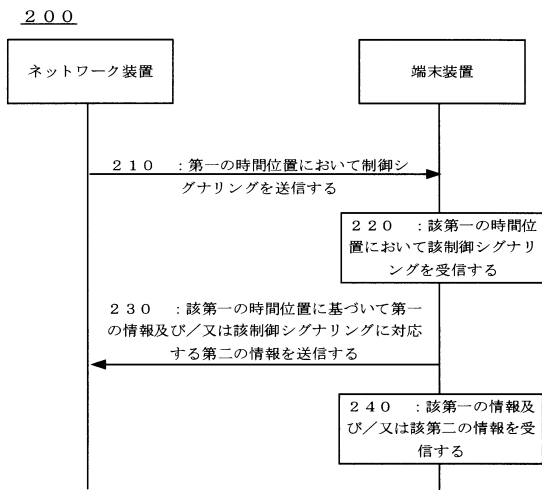 ２００
ネットワーク装置
端末装置
２１０　：第一の時間位置において制御シ
グナリングを送信する
２２０　：該第一の時間位
置において該制御シグナリ
ングを受信する
２３０　：該第一の時間位置に基づいて第一
の情報及び／又は該制御シグナリングに対応
する第二の情報を送信する
２４０　：該第一の情報及
び／又は該第二の情報を受
信する